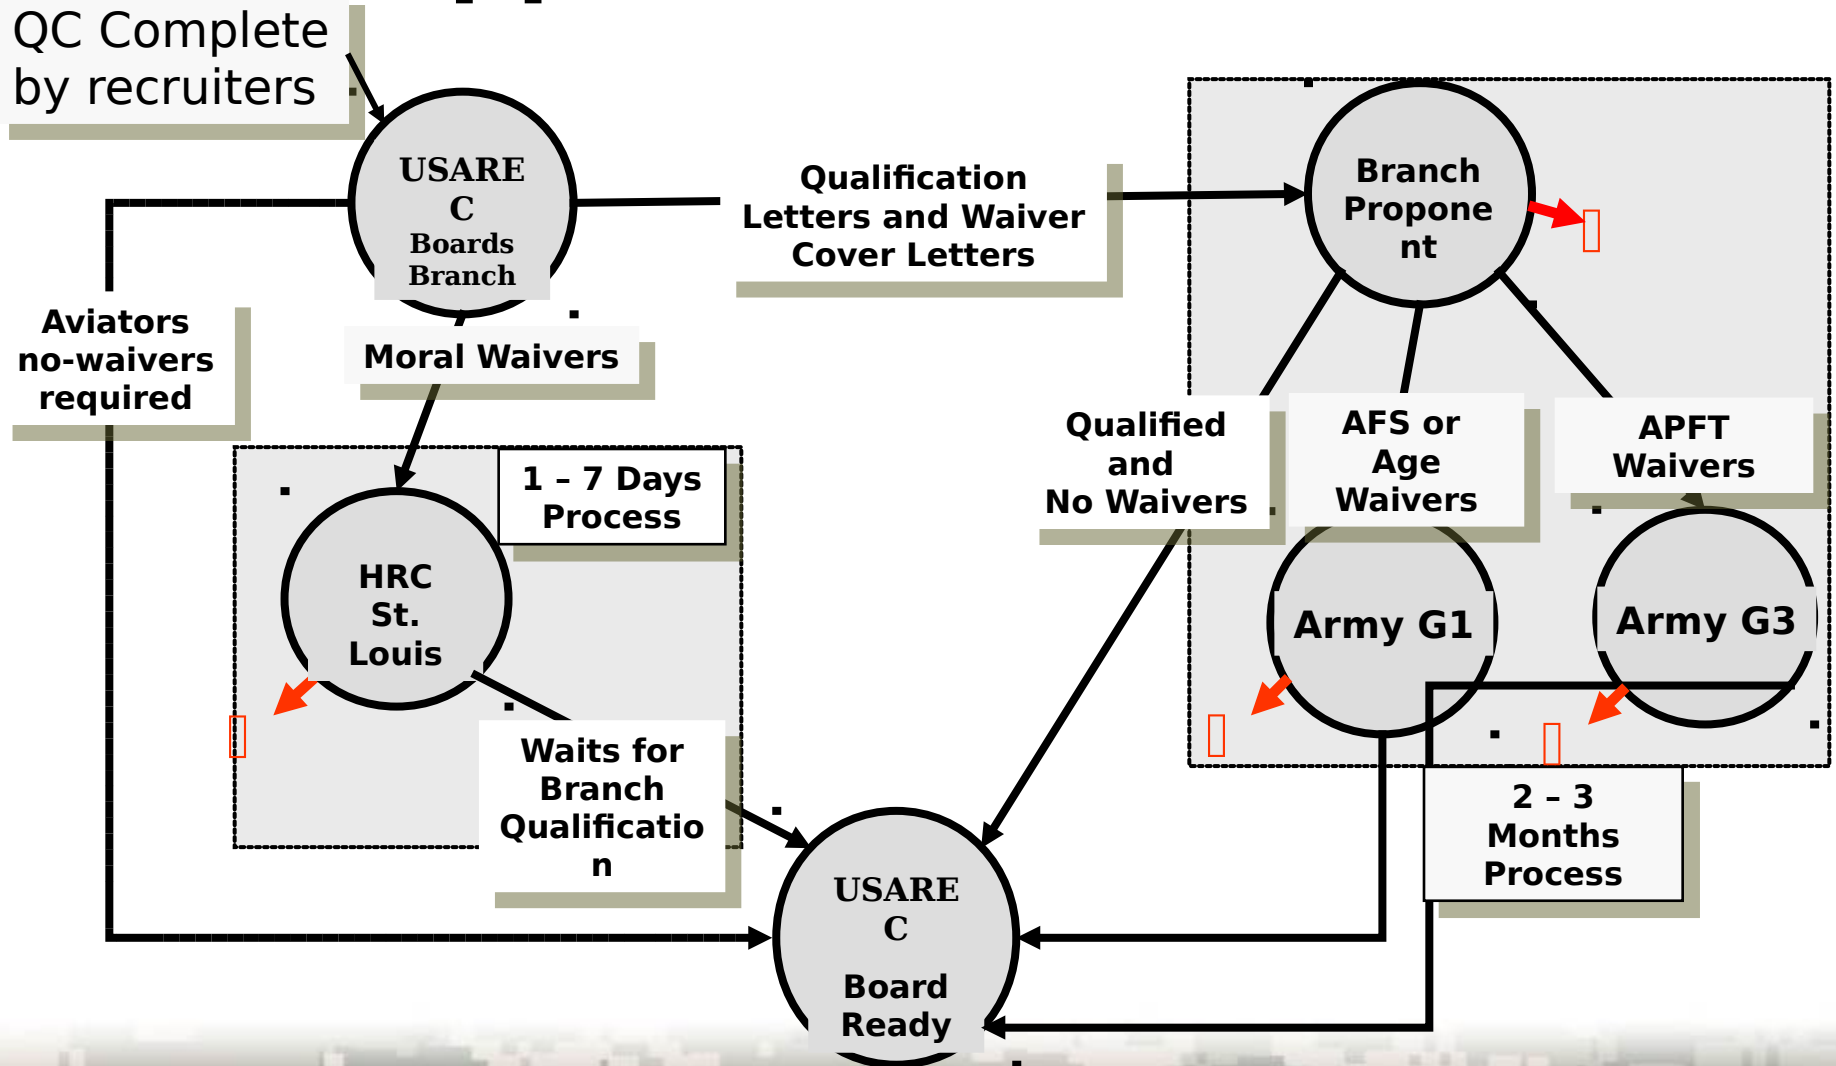 QC Complete
by recruiters
USARE
C
Boards
Branch
Qualification
Letters and Waiver
Cover Letters
Branch
Propone
nt
Aviators
no-waivers
required
Moral Waivers
1 – 7 Days
Process
Qualified
and
No Waivers
AFS or
Age
Waivers
APFT
Waivers
HRC
St.
Louis
Army G1
Army G3
Waits for
Branch
Qualificatio
n
2 – 3
Months
Process
USARE
C
Board
Ready